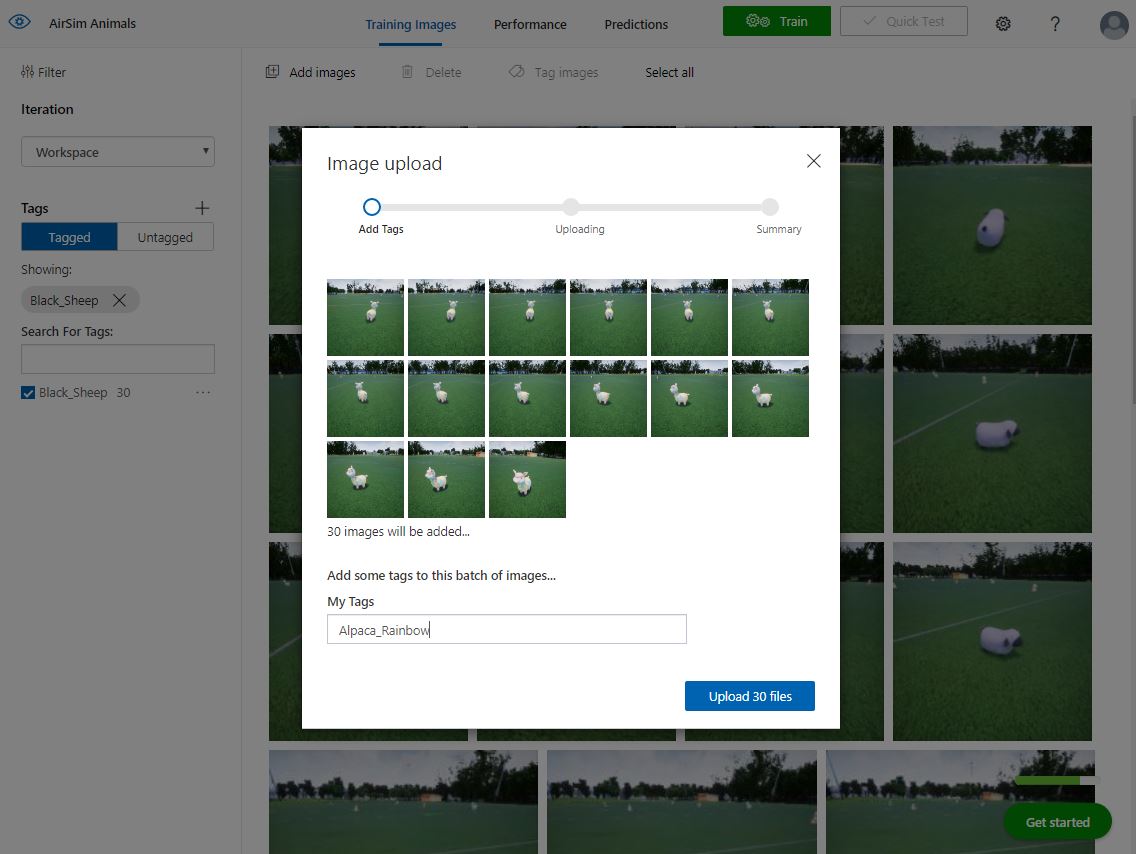 AirSim Animals
Training Images
Performance
Predictions
Train
Quick Test
?
Filter
Add images
Delete
Tag images
Select all
Iteration
Workspace
Tags
Tagged
Untagged
Showing:
Black_Sheep
Search For Tags:
Black_Sheep 30
Image upload
Add Tags
Uploading
Summary
30 images will be added...
Add some tags to this batch of images...
My Tags
Alpaca_Rainbow
Upload 30 files
Get started